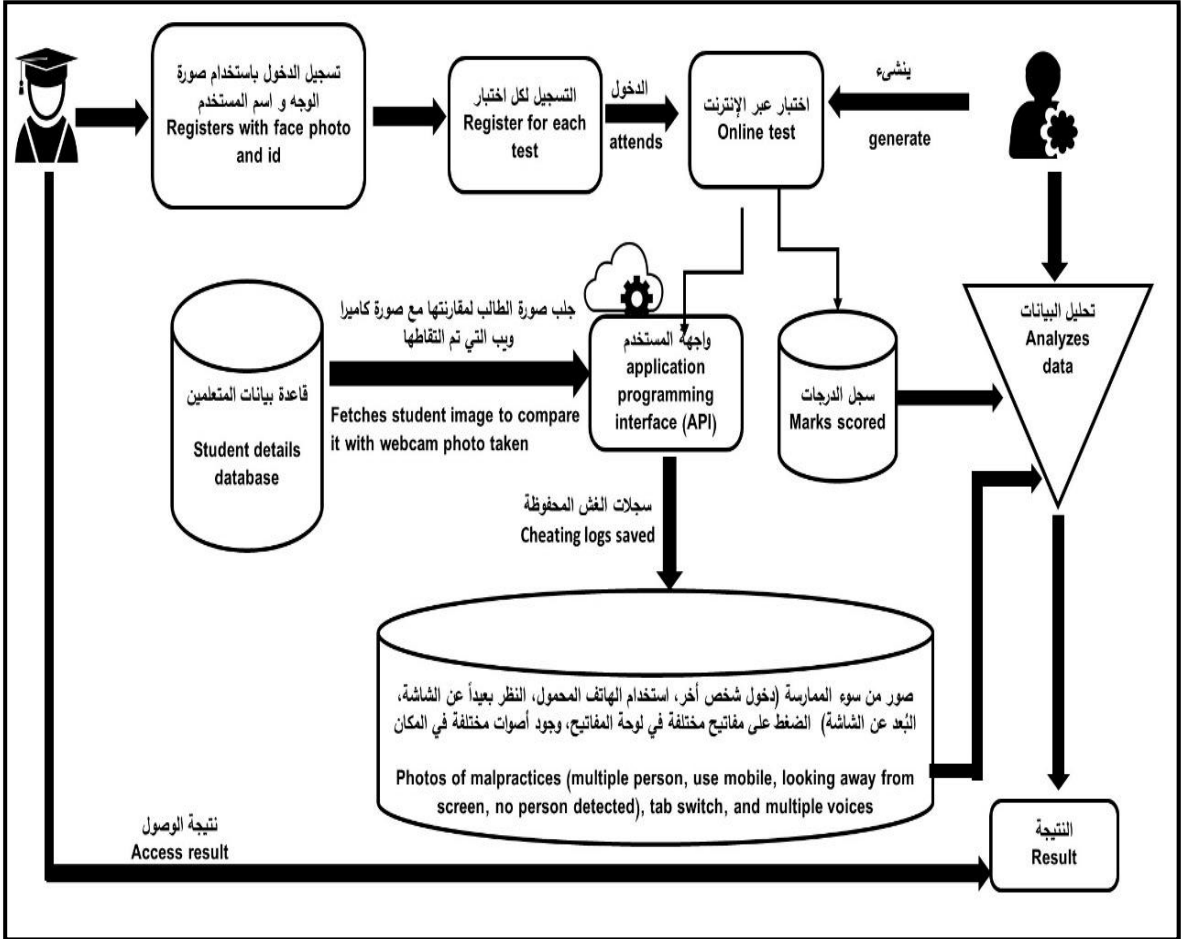 تسجيل الدخول باستخدام صورة
الوجه و اسم المستخدم
Registers with face photo
and id
التسجيل لكل اختبار
Register for each
test
الدخول
attends
اختبار عبر الإنترنت
Online test
ينشىء
generate
قاعدة بيانات المتعلمين
Student details
database
جلب صورة الطالب لمقارنتها مع صورة كاميرا
ويب التي تم التقاطها
Fetches student image to compare
it with webcam photo taken
واجهة المستخدم
application
programming
interface (API)
سجل الدرجات
Marks scored
تحليل البيانات
Analyzes
data
سجلات الغش المحفوظة
Cheating logs saved
صور من سوء الممارسة (دخول شخص أخر، استخدام الهاتف المحمول، النظر بعيداً عن الشاشة،
البُعد عن الشاشة) الضغط على مفاتيح مختلفة في لوحة المفاتيح، وجود أصوات مختلفة في المكان
Photos of malpractices (multiple person, use mobile, looking away from
screen, no person detected), tab switch, and multiple voices
نتيجة الوصول
Access result
النتيجة
Result